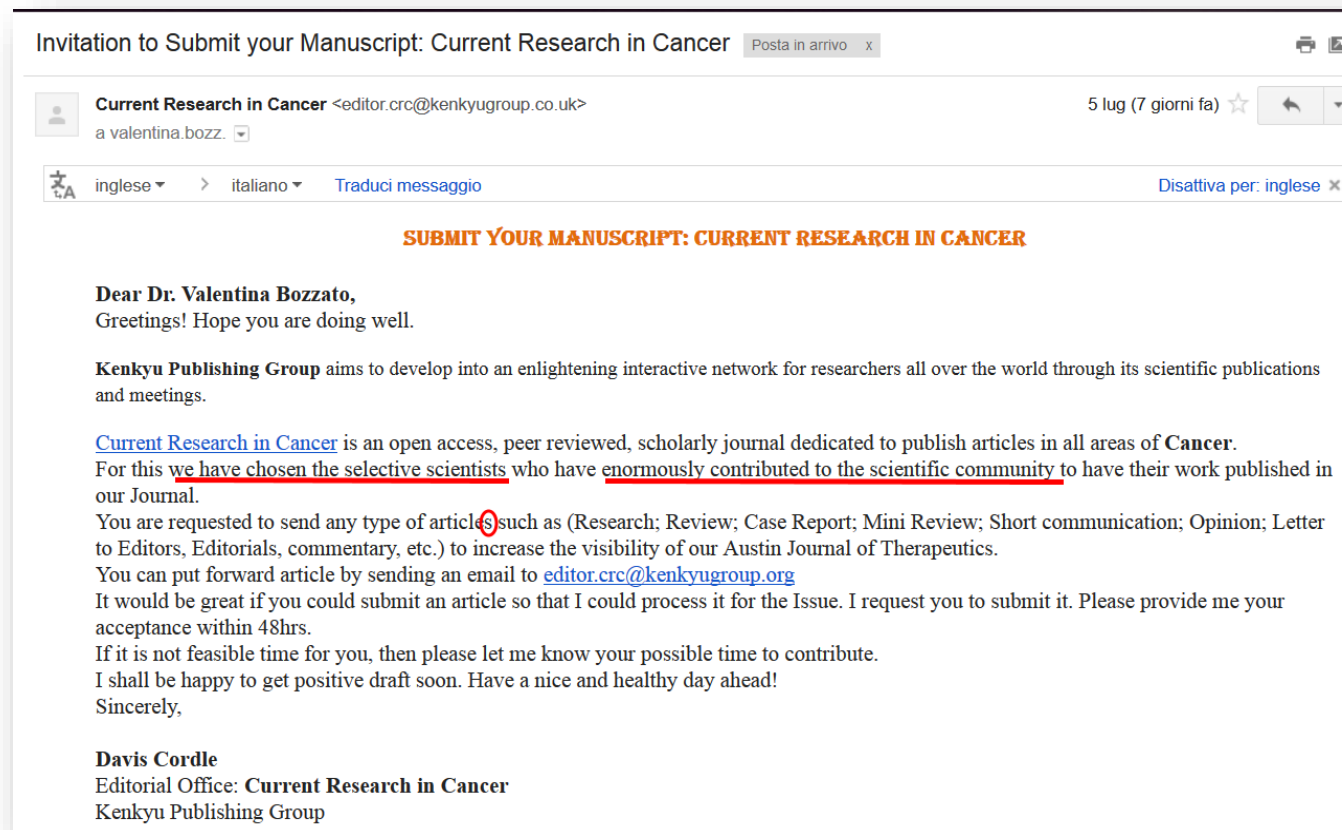 Invitation to Submit your Manuscript: Current Research in Cancer Posta in arrivo x
Current Research in Cancer <editor.crc@kenkyugroup.co.uk> 5 lug (7 giorni fa)
a valentina.bozz.
inglese > italiano Traduci messaggio Disattiva per: inglese x
SUBMIT YOUR MANUSCRIPT: CURRENT RESEARCH IN CANCER
Dear Dr. Valentina Bozzato,
Greetings! Hope you are doing well.
Kenkyu Publishing Group aims to develop into an enlightening interactive network for researchers all over the world through its scientific publications
and meetings.
Current Research in Cancer is an open access, peer reviewed, scholarly journal dedicated to publish articles in all areas of Cancer.
For this we have chosen the selective scientists who have enormously contributed to the scientific community to have their work published in
our Journal.
You are requested to send any type of articles such as (Research; Review; Case Report; Mini Review; Short communication; Opinion; Letter
to Editors, Editorials, commentary, etc.) to increase the visibility of our Austin Journal of Therapeutics.
You can put forward article by sending an email to editor.crc@kenkyugroup.org
It would be great if you could submit an article so that I could process it for the Issue. I request you to submit it. Please provide me your
acceptance within 48hrs.
If it is not feasible time for you, then please let me know your possible time to contribute.
I shall be happy to get positive draft soon. Have a nice and healthy day ahead!
Sincerely,
Davis Cordle
Editorial Office: Current Research in Cancer
Kenkyu Publishing Group